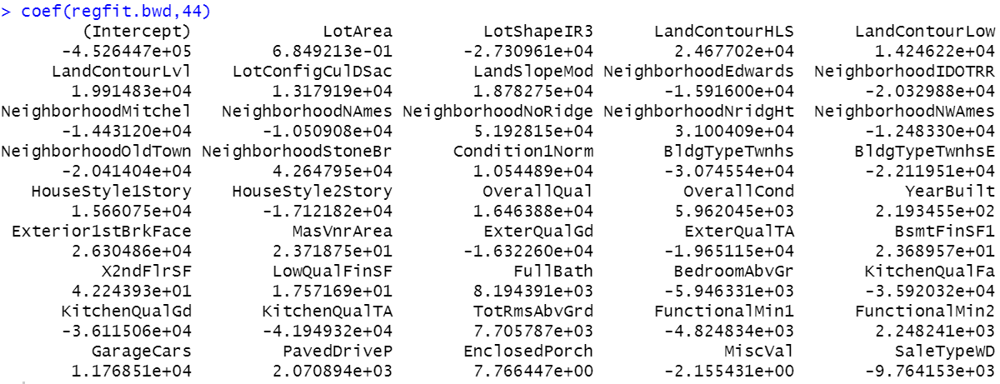 > coef(regfit.bwd,44)
(Intercept) LotArea LotShapeIR3 LandContourHLS LandContourLow
-4.526447e+05 6.849213e-01 -2.730961e+04 2.467702e+04 1.424622e+04
LandContourLvl LotConfigCulDSac LandSlopeMod NeighborhoodEdwards NeighborhoodIDOTRR
1.991483e+04 1.317919e+04 1.878275e+04 -1.591600e+04 -2.032988e+04
NeighborhoodMitchel NeighborhoodNAmes NeighborhoodNoRidge NeighborhoodNridgHt NeighborhoodNWAmes
-1.443120e+04 -1.050908e+04 5.192815e+04 3.100409e+04 -1.248330e+04
NeighborhoodOldTown NeighborhoodStoneBr Condition1Norm BldgTypeTwnhs BldgTypeTwnhsE
-2.041404e+04 4.264795e+04 1.054489e+04 -3.074554e+04 -2.211951e+04
HouseStyle1Story HouseStyle2Story OverallQual OverallCond YearBuilt
1.566075e+04 -1.712182e+04 1.646388e+04 5.962045e+03 2.193455e+02
Exterior1stBrkFace MasVnrArea ExterQualGd ExterQualTA BsmtFinSF1
2.630486e+04 2.371875e+01 -1.632260e+04 -1.965115e+04 2.368957e+01
X2ndFlrSF LowQualFinSF FullBath BedroomAbvGr KitchenQualFa
4.224393e+01 1.757169e+01 8.194391e+03 -5.946331e+03 -3.592032e+04
KitchenQualGd KitchenQualTA TotRmsAbvGrd FunctionalMin1 FunctionalMin2
-3.611506e+04 -4.194932e+04 7.705787e+03 -4.824834e+03 2.248241e+03
GarageCars PavedDriveP EnclosedPorch MiscVal SaleTypeWD
1.176851e+04 2.070894e+03 7.766447e+00 -2.155431e+00 -9.764153e+03